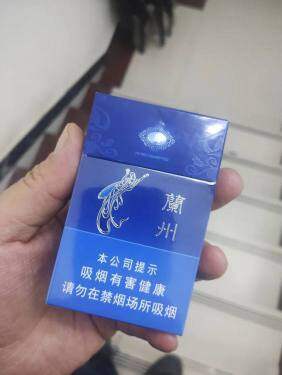 蘭
州
本公司提示
吸烟有害健康
请勿在禁烟场所吸烟